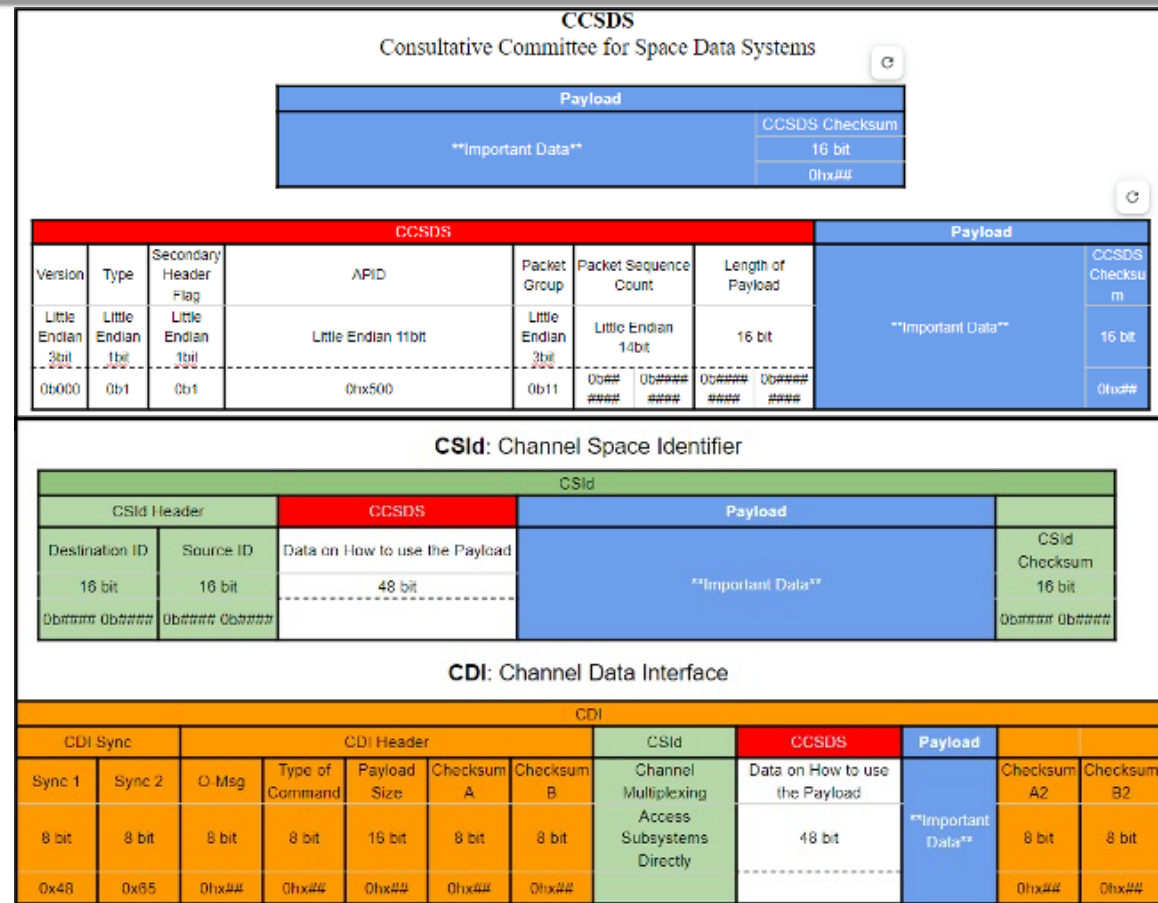 CCSDS
Consultative Committee for Space Data Systems
Payload
**Important Data**
CCSDS Checksum
16 bit
0hx##
CCSDS
Payload
Version
Type
Secondary
Header
Flag
APID
Packet
Group
Packet Sequence
Count
Length of
Payload
**Important Data**
CCSDS
Checksu
m
Little
Endian
3bit
Little
Endian
1bit
Little
Endian
1bit
Little Endian 11bit
Little
Endian
3bit
Little Endian
14bit
16 bit
16 bit
0b000
0b1
0b1
0hx500
0b11
0b##
####
0b####
####
0b####
####
0b####
####
0hx##
CSId: Channel Space Identifier
CSId
CSId Header
CCSDS
Payload
Destination ID
Source ID
Data on How to use the Payload
**Important Data**
CSId
Checksum
16 bit
16 bit
48 bit
16 bit
0b#### 0b####
0b#### 0b####
0b#### 0b####
CDI: Channel Data Interface
CDI
CDI Sync
CDI Header
CSId
CCSDS
Payload
Sync 1
Sync 2
O-Msg
Type of
Command
Payload
Size
Checksum
A
Checksum
B
Channel
Multiplexing
Access
Subsystems
Directly
Data on How to use
the Payload
**Important
Data**
Checksum
A2
Checksum
B2
8 bit
8 bit
8 bit
8 bit
16 bit
8 bit
8 bit
48 bit
8 bit
8 bit
0x48
0x65
0hx##
0hx##
0hx##
0hx##
0hx##
0hx##
0hx##